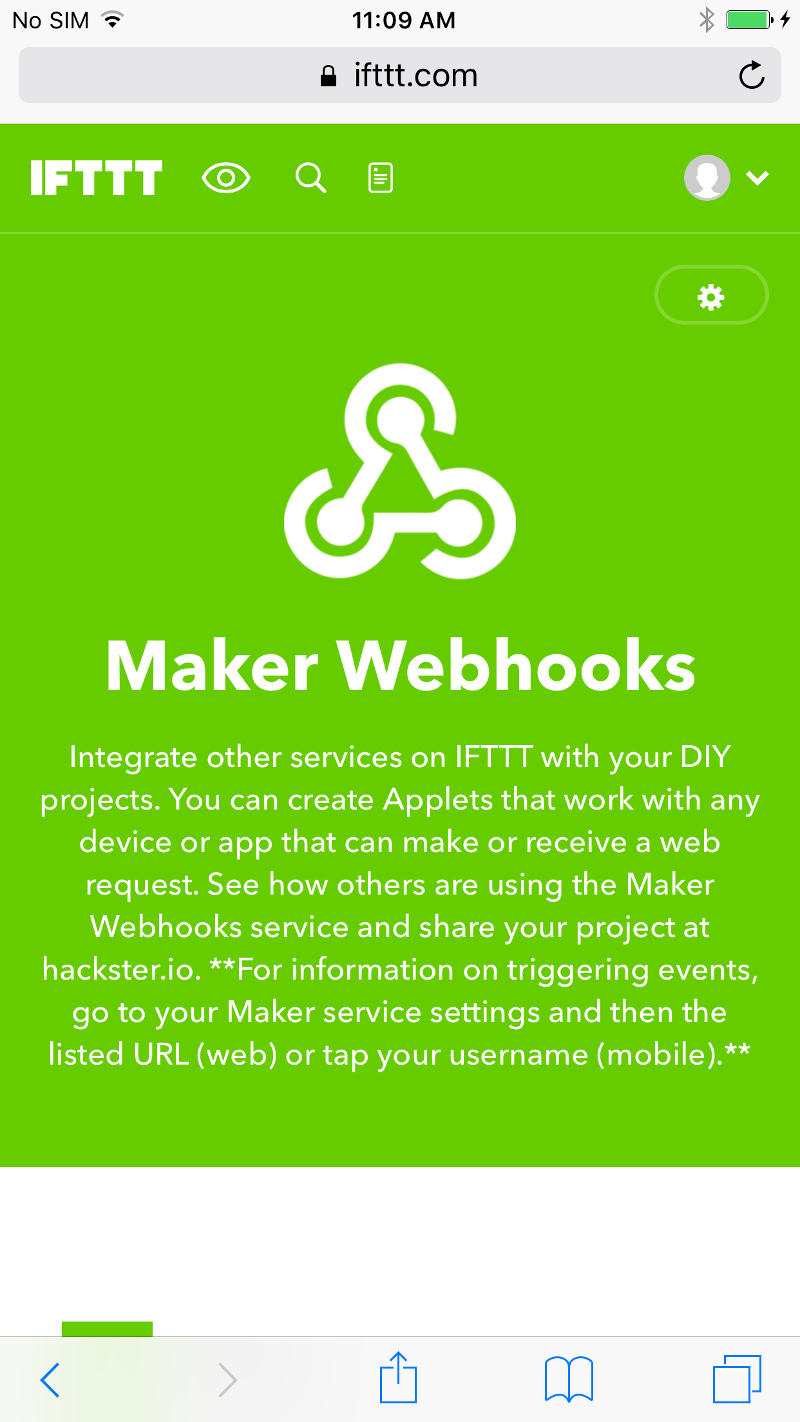 No SIM 11:09 AM
ifttt.com
IFTTT
Maker Webhooks
Integrate other services on IFTTT with your DIY
projects. You can create Applets that work with any
device or app that can make or receive a web
request. See how others are using the Maker
Webhooks service and share your project at
hackster.io. **For information on triggering events,
go to your Maker service settings and then the
listed URL (web) or tap your username (mobile).**